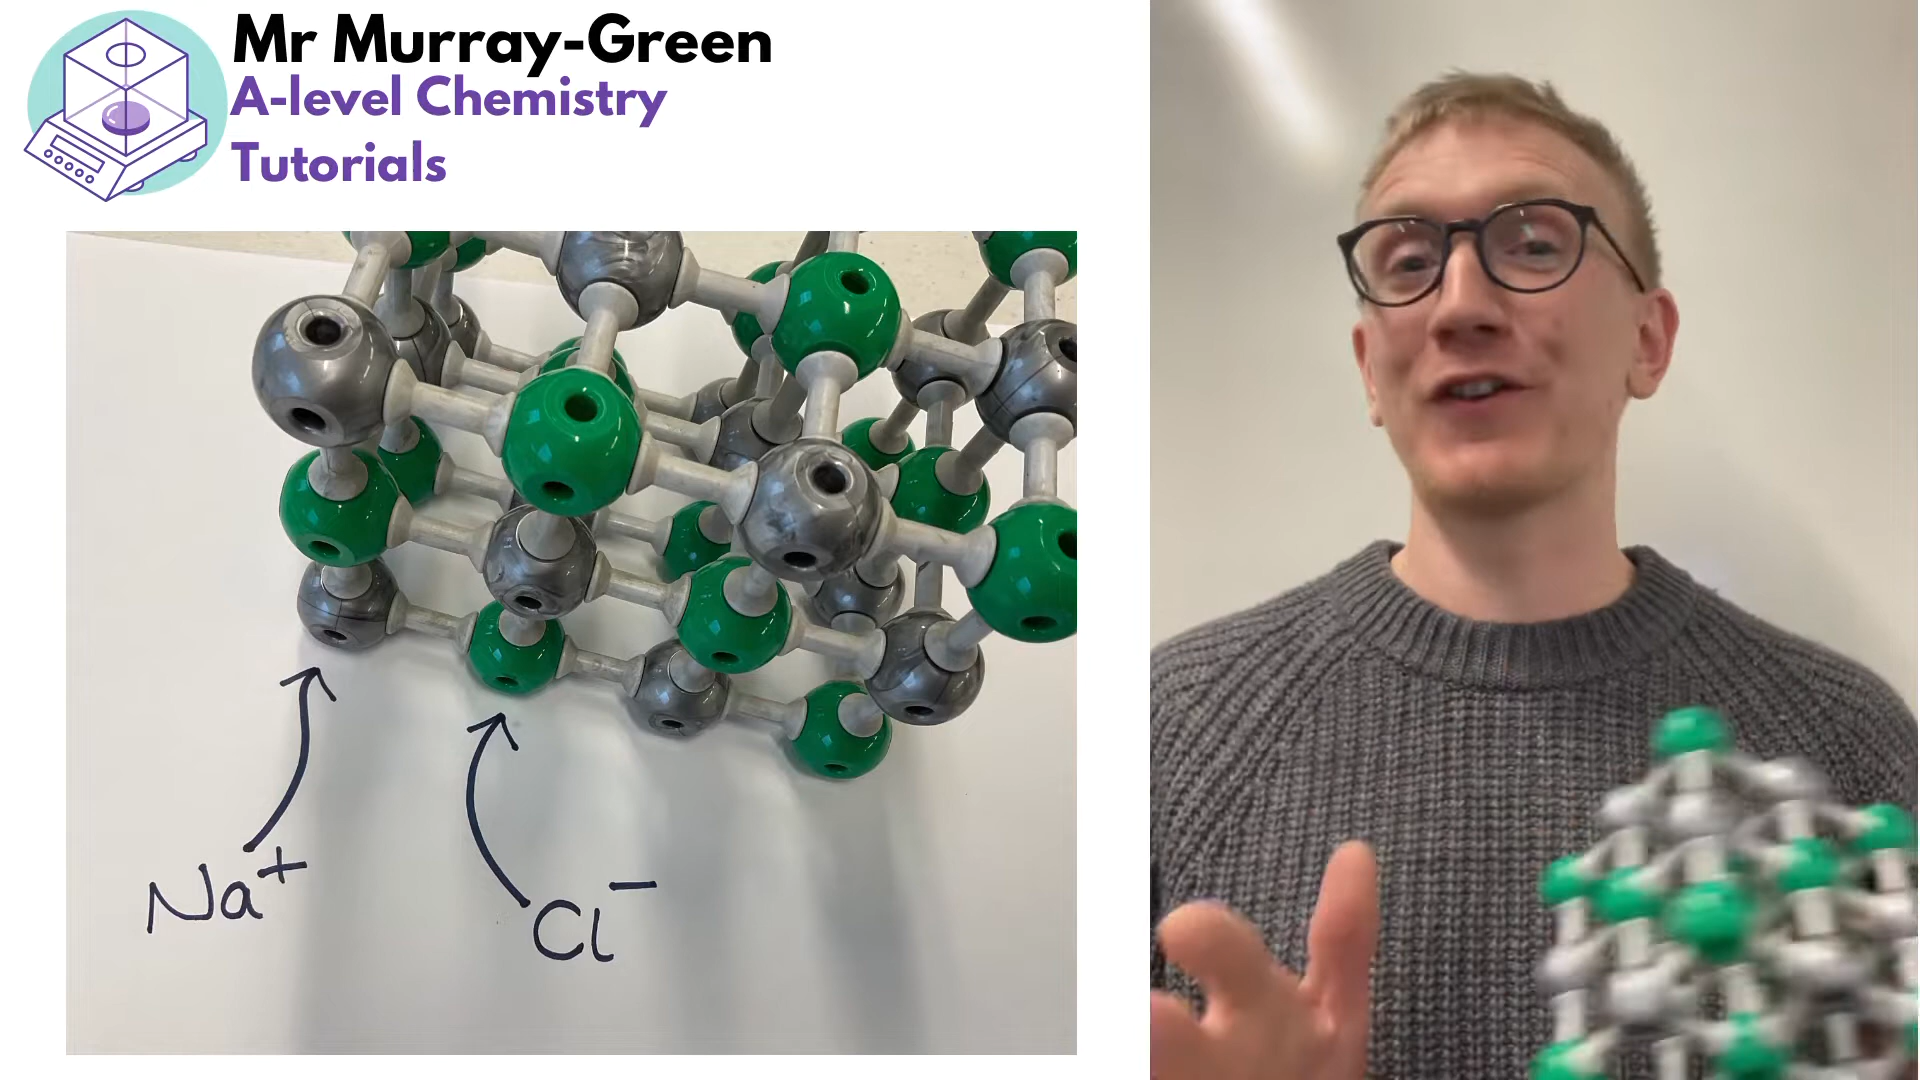 Mr Murray-Green
A-level Chemistry
Tutorials
Na⁺
Cl⁻